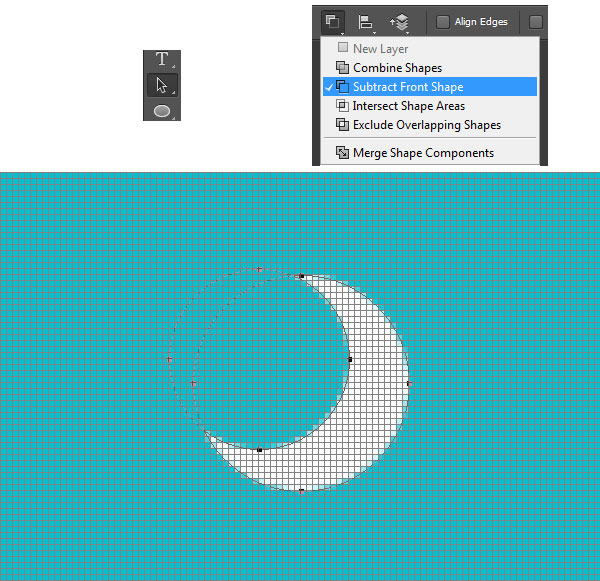 T
Align Edges
New Layer
Combine Shapes
Subtract Front Shape
Intersect Shape Areas
Exclude Overlapping Shapes
Merge Shape Components